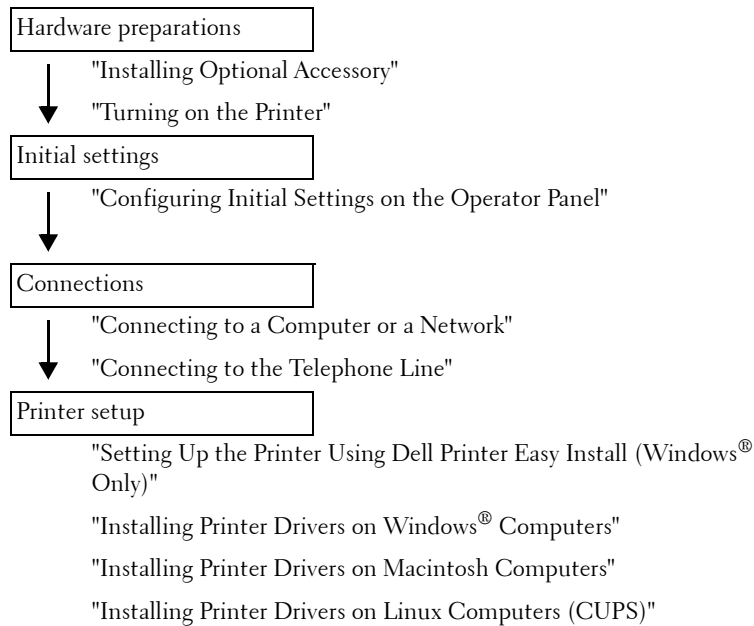 Hardware preparations
"Installing Optional Accessory"
"Turning on the Printer"
Initial settings
"Configuring Initial Settings on the Operator Panel"
Connections
"Connecting to a Computer or a Network"
"Connecting to the Telephone Line"
Printer setup
"Setting Up the Printer Using Dell Printer Easy Install (Windows®
Only)"
"Installing Printer Drivers on Windows® Computers"
"Installing Printer Drivers on Macintosh Computers"
"Installing Printer Drivers on Linux Computers (CUPS)"